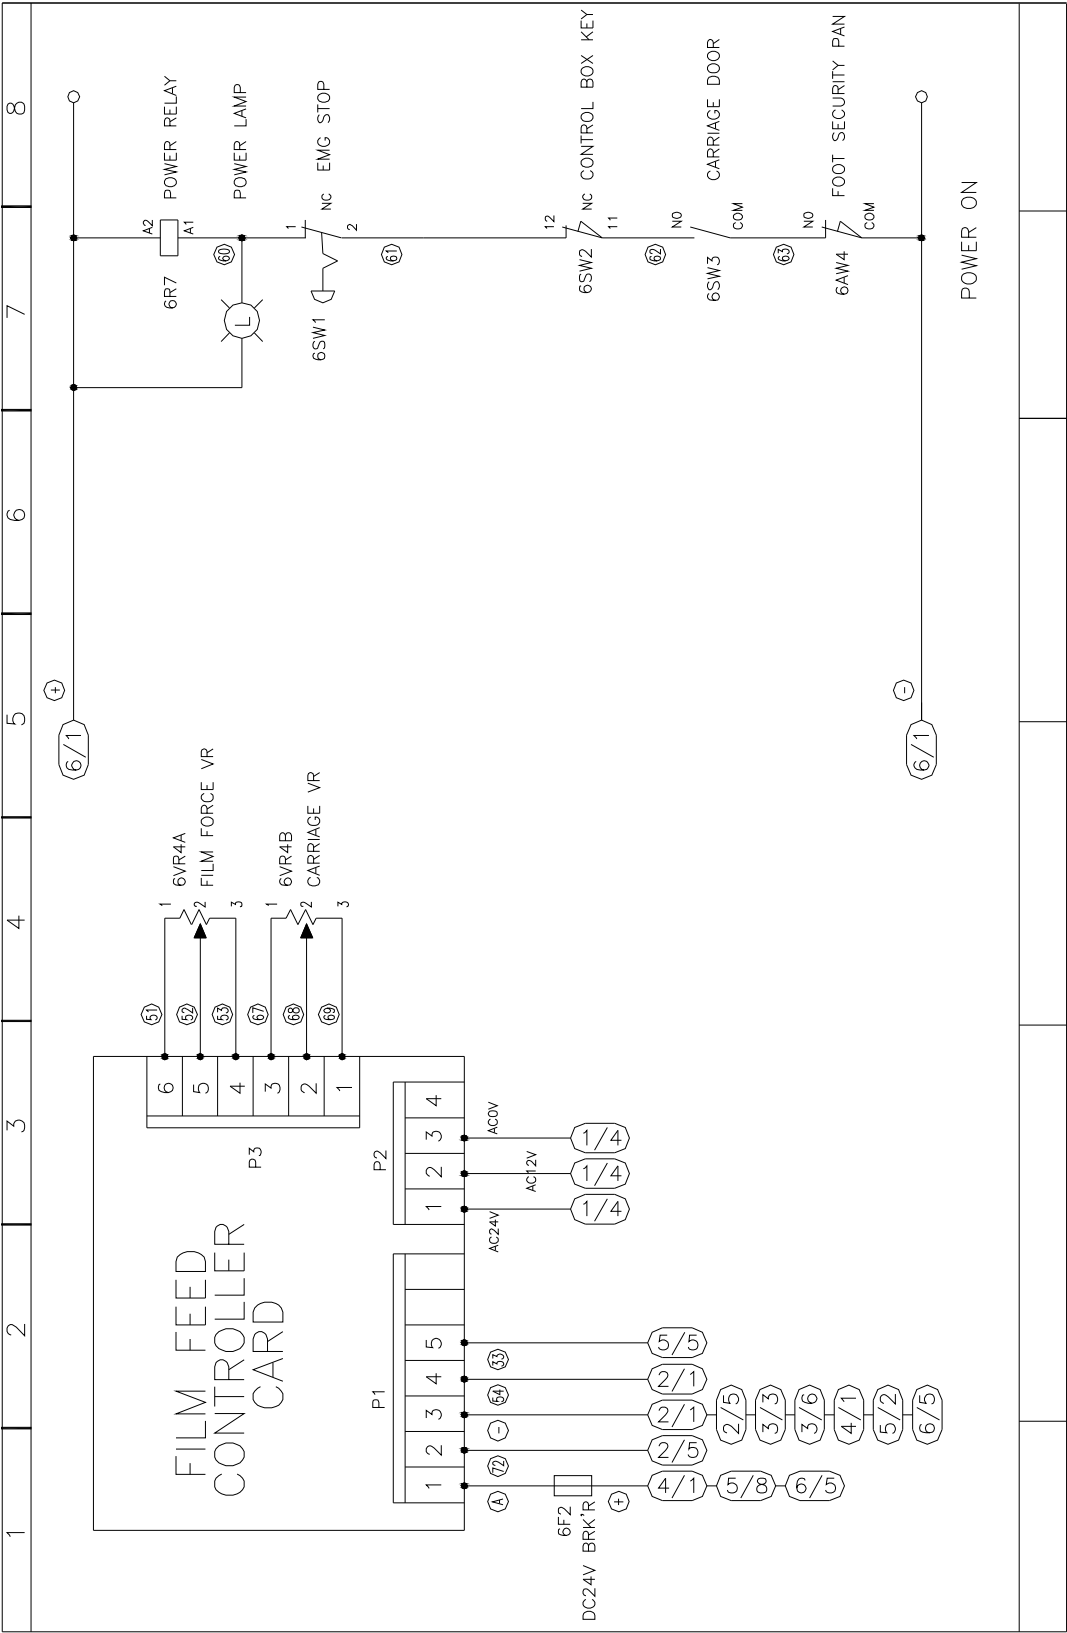 1
2
3
4
5
6
7
8
6/1
+
A2
A1
POWER RELAY
6R7
60
POWER LAMP
L
1
2
NC
EMG STOP
6SW1
61
12
11
NC
CONTROL BOX KEY
6SW2
62
NO
COM
CARRIAGE DOOR
6SW3
63
NO
COM
FOOT SECURITY PAN
6AW4
6/1
-
POWER ON
FILM FEED
CONTROLLER
CARD
P3
6
5
4
3
2
1
51
52
53
67
68
69
1
2
3
6VR4A
FILM FORCE VR
1
2
3
6VR4B
CARRIAGE VR
P1
1
2
3
4
5
P2
1
2
3
4
A
72
-
54
33
AC24V
AC12V
AC0V
1/4
1/4
1/4
6F2
DC24V BRK'R
+
4/1
5/8
6/5
2/5
2/1
2/5
3/3
3/6
4/1
5/2
6/5
2/1
5/5